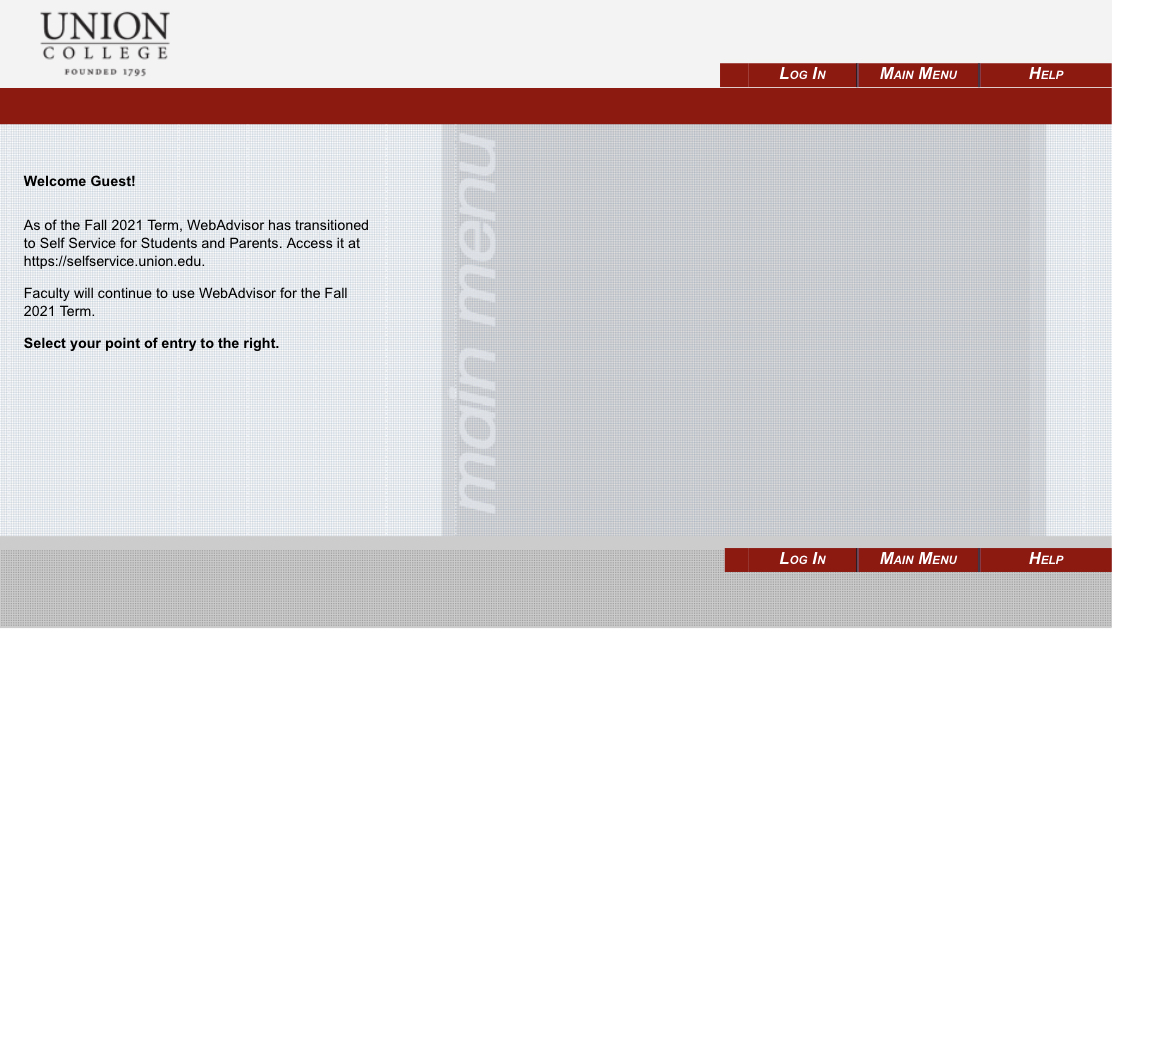 UNION
COLLEGE
FOUNDED 1795
LOG IN
MAIN MENU
HELP
Welcome Guest!
As of the Fall 2021 Term, WebAdvisor has transitioned
to Self Service for Students and Parents. Access it at
https://selfservice.union.edu.
Faculty will continue to use WebAdvisor for the Fall
2021 Term.
Select your point of entry to the right.
main menu
LOG IN
MAIN MENU
HELP